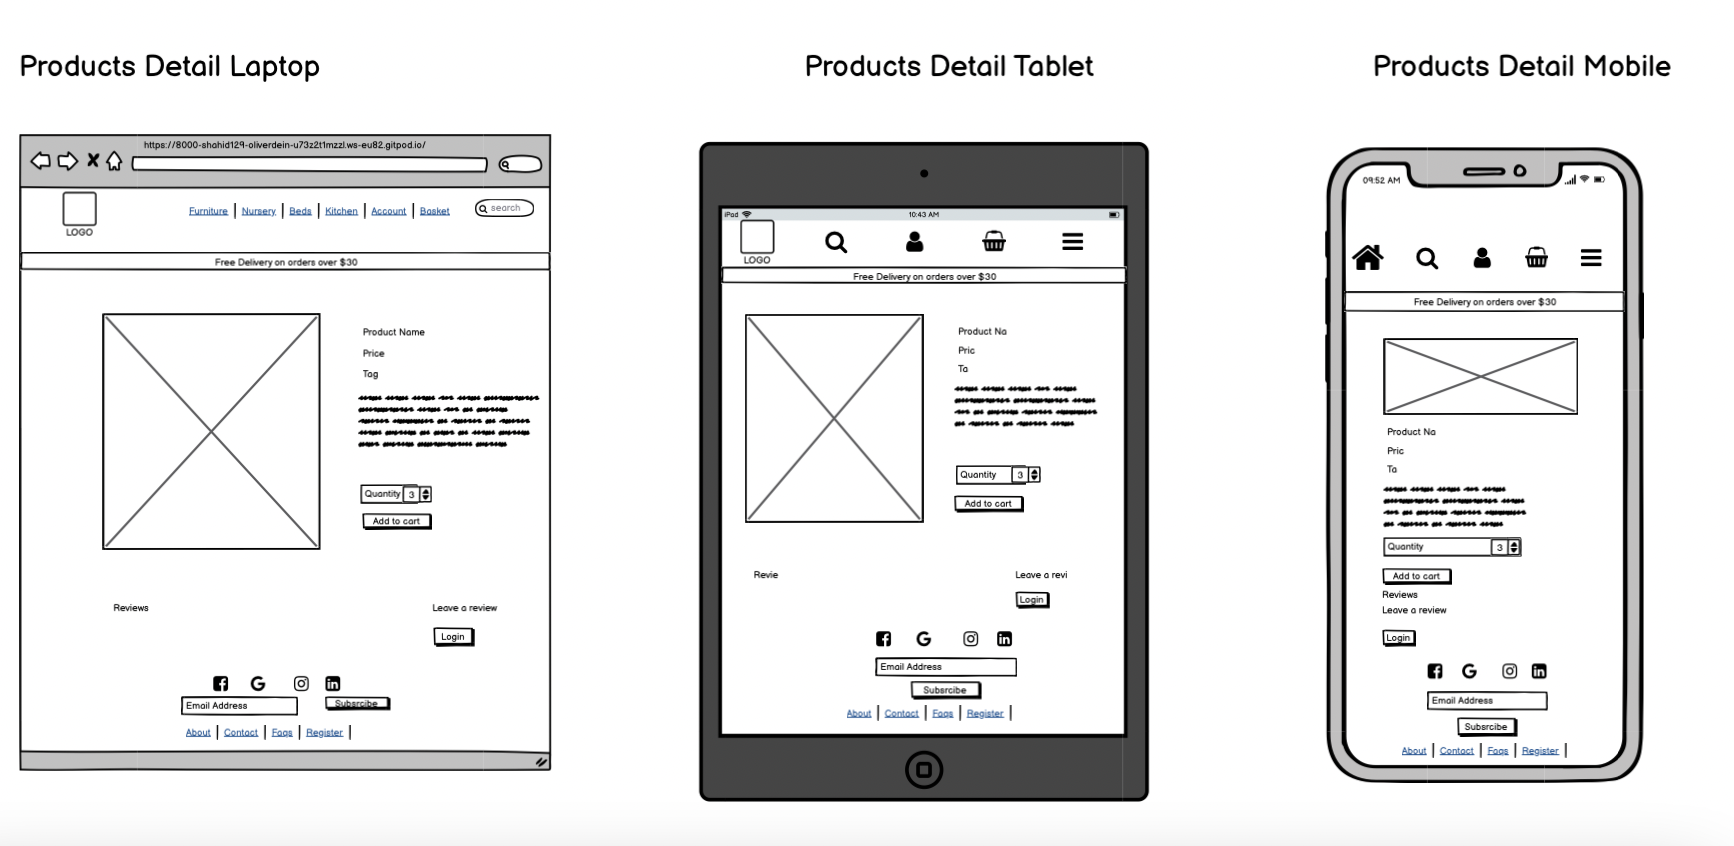 Products Detail Laptop
https://8000-shahid129-oliverdein-u73z2t1mzzl.ws-eu82.gitpod.io/
LOGO
Furniture | Nursery | Beds | Kitchen | Account | Basket
search
Free Delivery on orders over $30
Product Name
Price
Tag
Quantity 3
Add to cart
Reviews
Leave a review
Login
Email Address
Subsrcibe
About | Contact | Faqs | Register |
Products Detail Tablet
iPad 10:43 AM
LOGO
Free Delivery on orders over $30
Product Na
Pric
Ta
Quantity 3
Add to cart
Revie
Leave a revi
Login
Email Address
Subsrcibe
About | Contact | Faqs | Register |
Products Detail Mobile
09:52 AM
Free Delivery on orders over $30
Product Na
Pric
Ta
Quantity 3
Add to cart
Reviews
Leave a review
Login
Email Address
Subsrcibe
About | Contact | Faqs | Register |